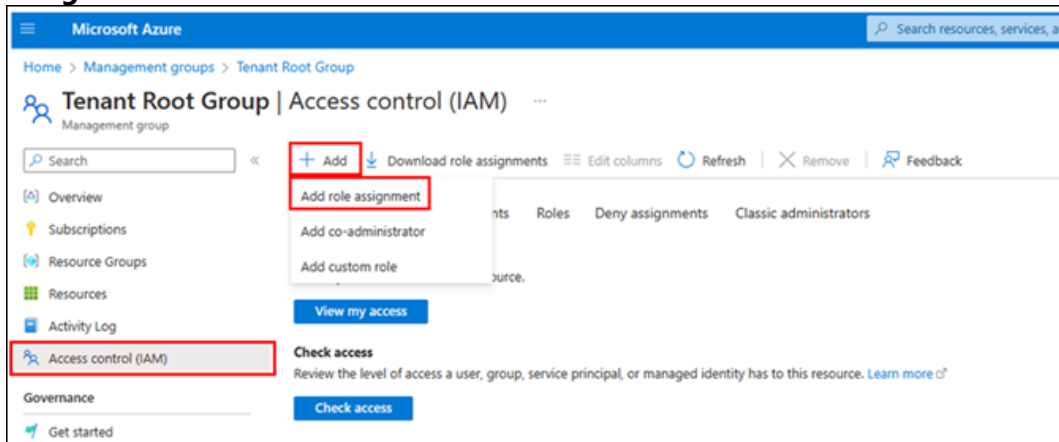 Microsoft Azure
Search resources, services, a
Home > Management groups > Tenant Root Group
Tenant Root Group | Access control (IAM) ...
Management group
Search
«
+ Add
Download role assignments
Edit columns
Refresh
Remove
Feedback
Add role assignment
Add co-administrator
Add custom role
nts
Roles
Deny assignments
Classic administrators
ource.
View my access
Check access
Review the level of access a user, group, service principal, or managed identity has to this resource. Learn more
Check access
Overview
Subscriptions
Resource Groups
Resources
Activity Log
Access control (IAM)
Governance
Get started